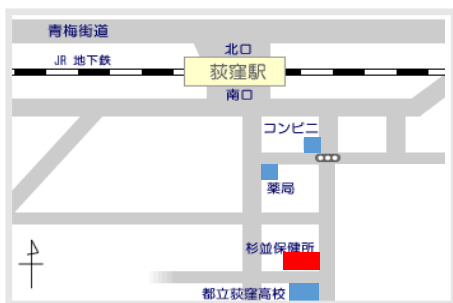 青梅街道
北口
JR 地下鉄
荻窪駅
南口
コンビニ
薬局
杉並保健所
都立荻窪高校